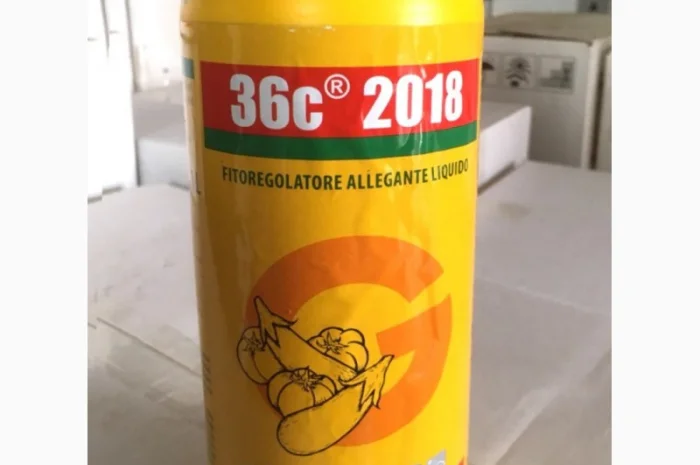 36c® 2018
FITOREGOLATORE ALLEGANTE LIQUIDO